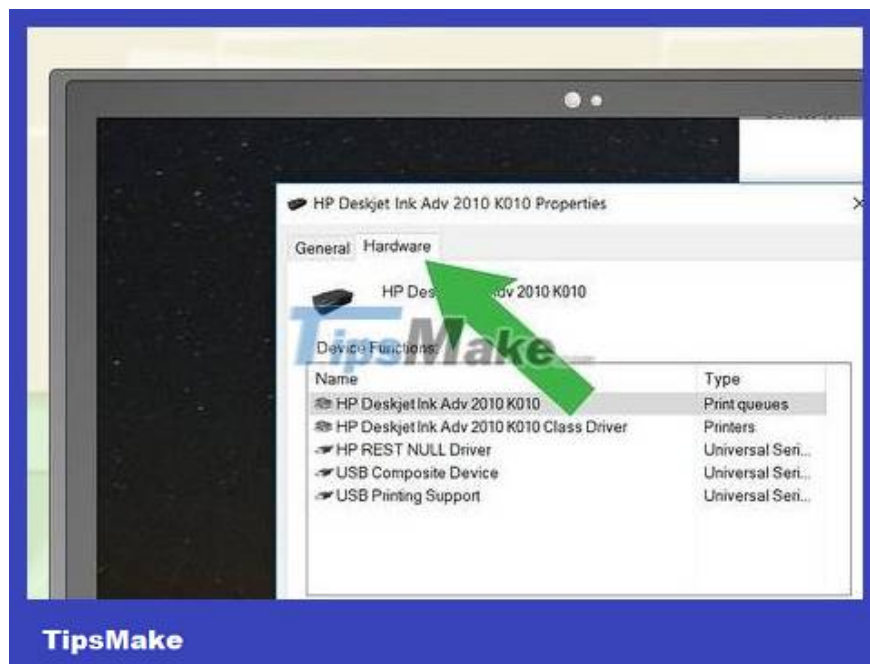 HP Deskjet Ink Adv 2010 K010 Properties
General Hardware
HP Des dv 2010 K010
TipsMake.com
Device Functions:
Name Type
HP Deskjet Ink Adv 2010 K010 Print queues
HP Deskjet Ink Adv 2010 K010 Class Driver Printers
HP REST NULL Driver Universal Seri...
USB Composite Device Universal Seri...
USB Printing Support Universal Seri...
TipsMake